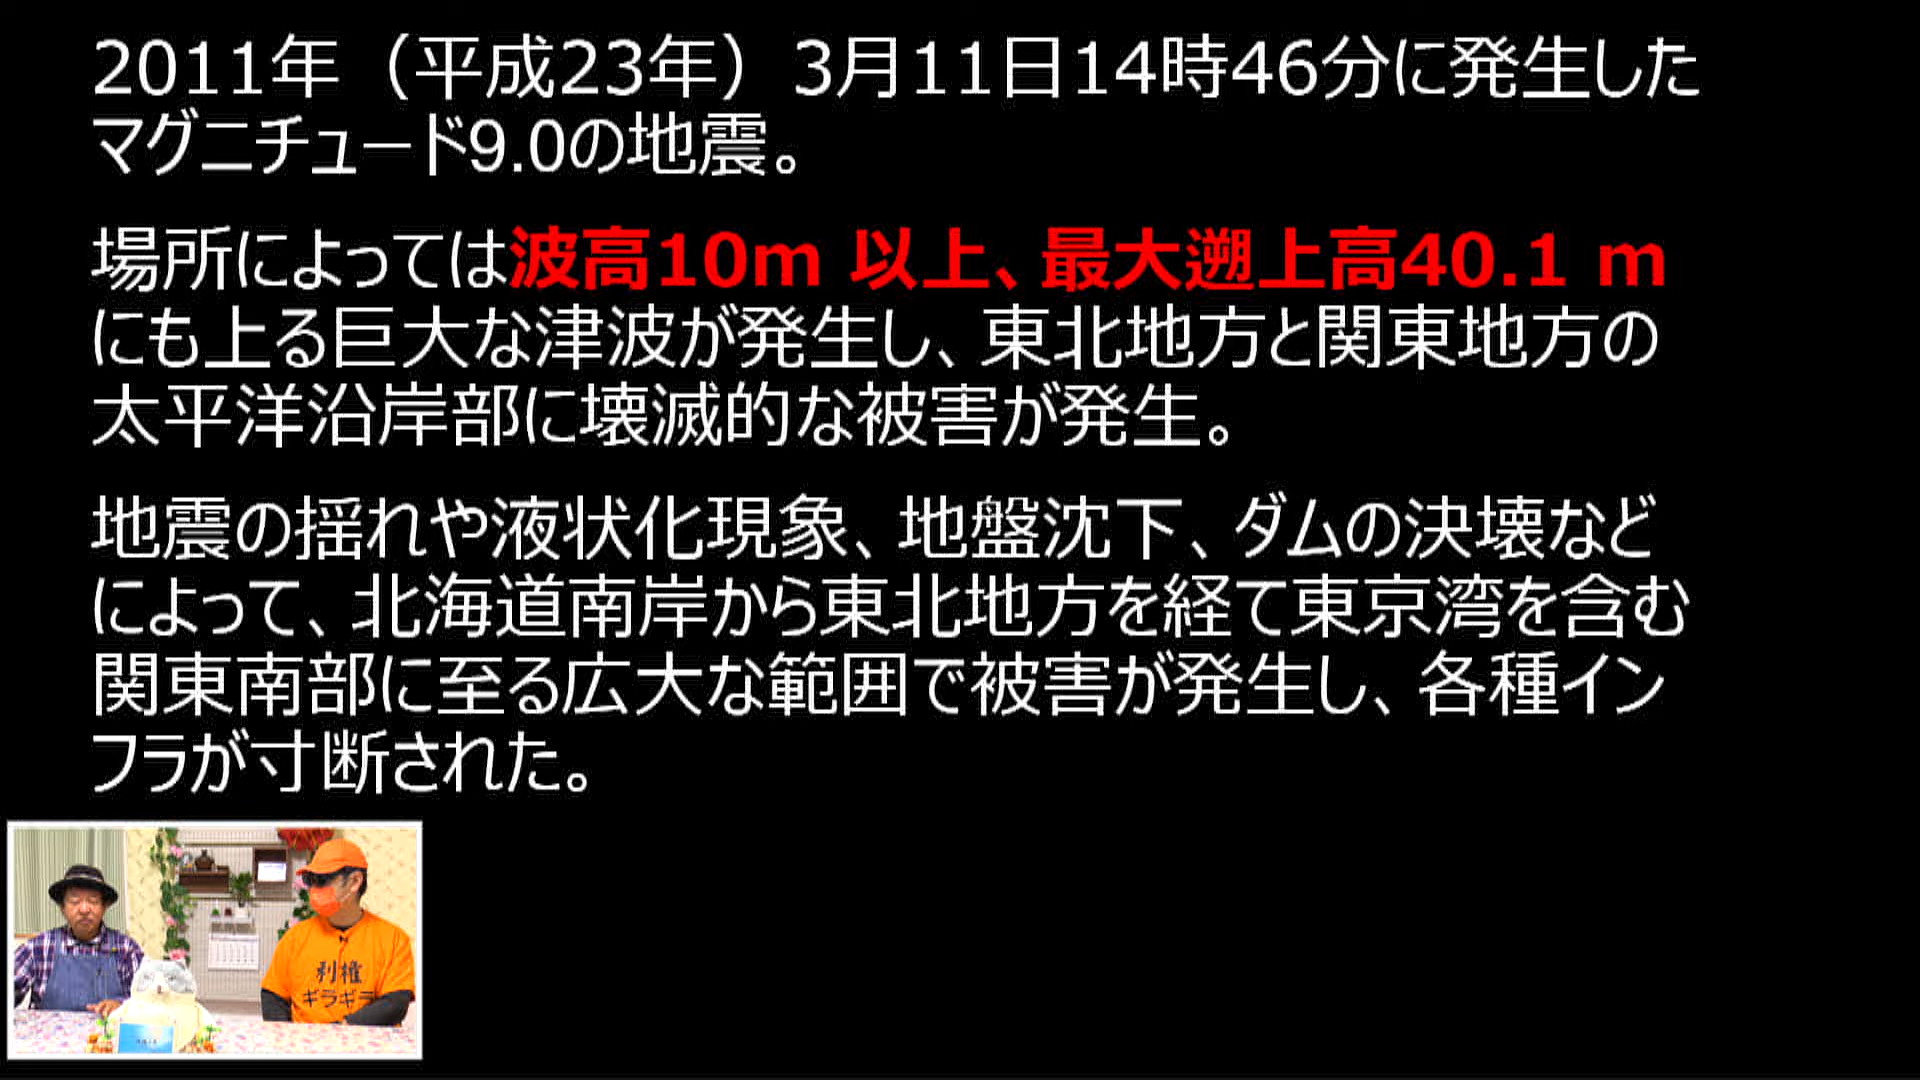 2011年（平成23年）3月11日14時46分に発生した
マグニチュード9.0の地震。
場所によっては波高10m 以上、最大遡上高40.1 m
にも上る巨大な津波が発生し、東北地方と関東地方の
太平洋沿岸部に壊滅的な被害が発生。
地震の揺れや液状化現象、地盤沈下、ダムの決壊など
によって、北海道南岸から東北地方を経て東京湾を含む
関東南部に至る広大な範囲で被害が発生し、各種イン
フラが寸断された。
利権
ギラギラ